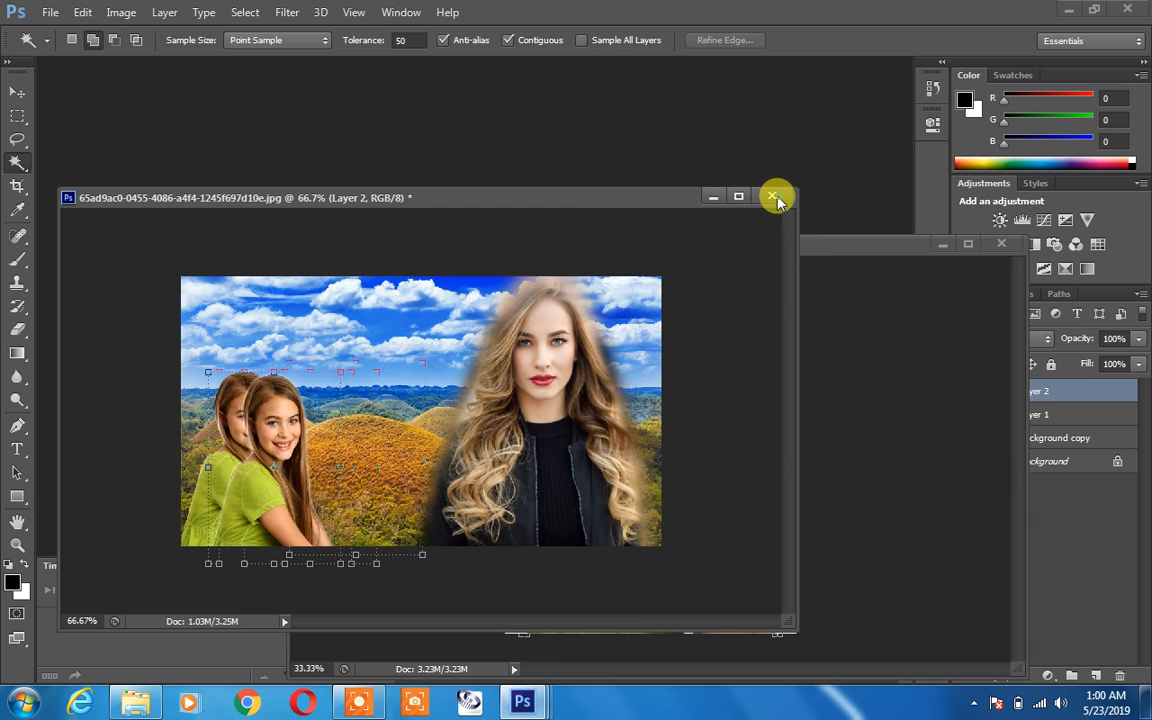 Ps File Edit Image Layer Type Select Filter 3D View Window Help
Sample Size: Point Sample Tolerance: 50 Anti-alias Contiguous Sample All Layers Refine Edge... Essentials
Color Swatches
R 0
G 0
B 0
Adjustments Styles
Add an adjustment
Ps 65ad9ac0-0455-4086-a4f4-1245f697d10e.jpg @ 66.7% (Layer 2, RGB/8) *
Paths
Opacity: 100%
Fill: 100%
yer 2
yer 1
ckground copy
ckground
Tim
66.67% Doc: 1.03M/3.25M
33.33% Doc: 3.23M/3.23M
Ps
1:00 AM
5/23/2019